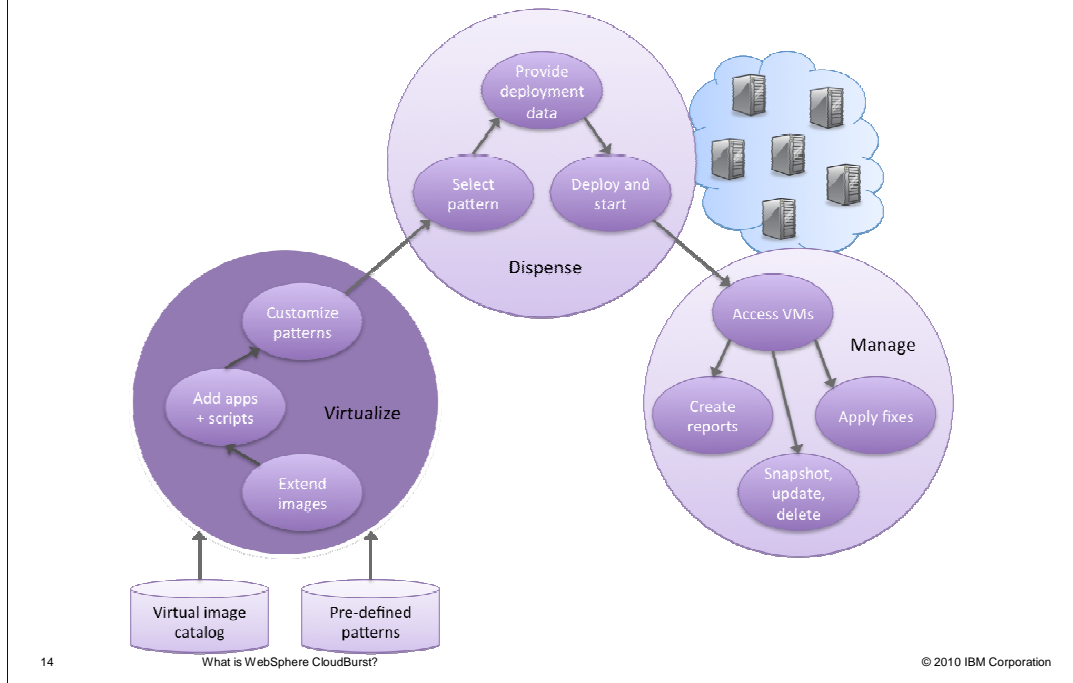 Provide
deployment
data
Select
pattern
Deploy and
start
Dispense
Customize
patterns
Add apps
+ scripts
Virtualize
Extend
images
Access VMs
Manage
Create
reports
Apply fixes
Snapshot,
update,
delete
Virtual image
catalog
Pre-defined
patterns
14
What is WebSphere CloudBurst?
© 2010 IBM Corporation